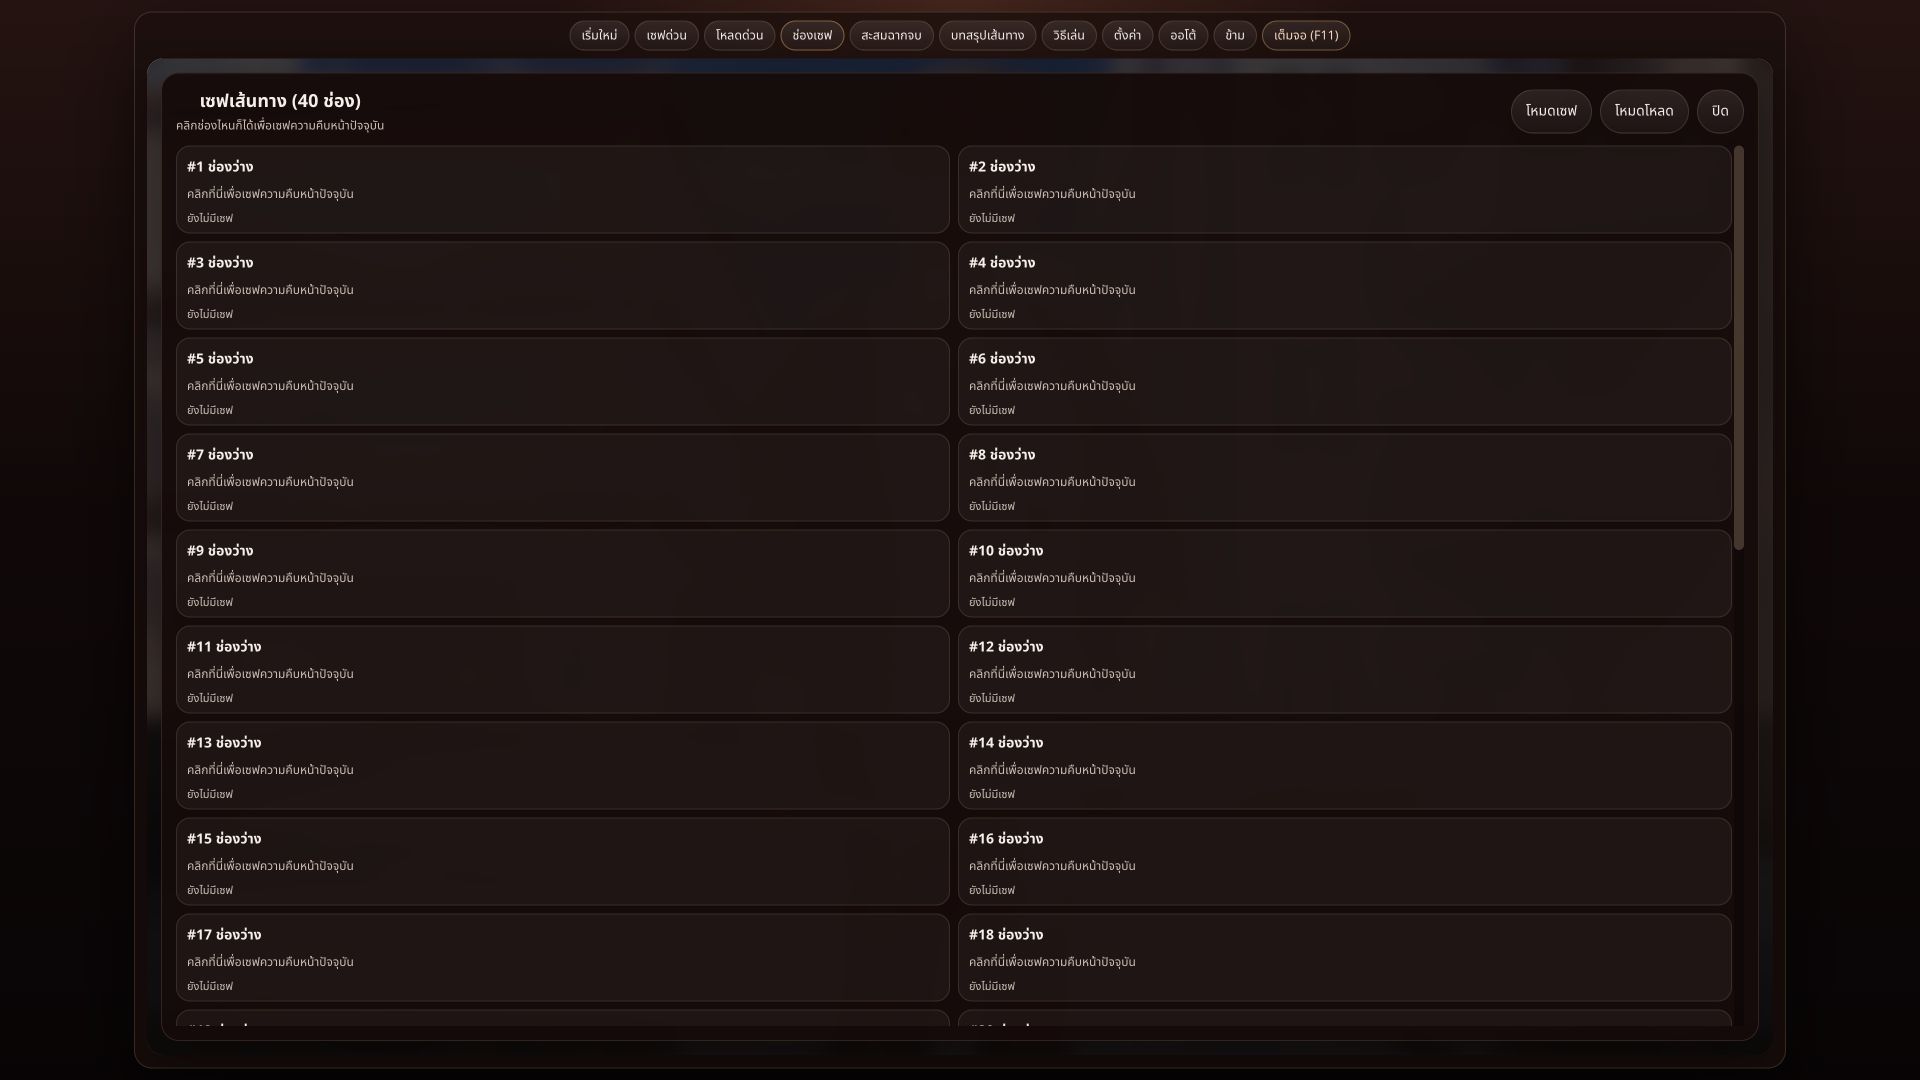 เริ่มใหม่ เซฟด่วน โหลดด่วน ช่องเซฟ สะสมฉากจบ บทสรุปเส้นทาง วิธีเล่น ตั้งค่า ออโต้ ข้าม เต็มจอ (F11)
เซฟเส้นทาง (40 ช่อง)
คลิกช่องไหนก็ได้เพื่อเซฟความคืบหน้าปัจจุบัน
โหมดเซฟ โหมดโหลด ปิด
#1 ช่องว่าง
คลิกที่นี่เพื่อเซฟความคืบหน้าปัจจุบัน
ยังไม่มีเซฟ
#2 ช่องว่าง
คลิกที่นี่เพื่อเซฟความคืบหน้าปัจจุบัน
ยังไม่มีเซฟ
#3 ช่องว่าง
คลิกที่นี่เพื่อเซฟความคืบหน้าปัจจุบัน
ยังไม่มีเซฟ
#4 ช่องว่าง
คลิกที่นี่เพื่อเซฟความคืบหน้าปัจจุบัน
ยังไม่มีเซฟ
#5 ช่องว่าง
คลิกที่นี่เพื่อเซฟความคืบหน้าปัจจุบัน
ยังไม่มีเซฟ
#6 ช่องว่าง
คลิกที่นี่เพื่อเซฟความคืบหน้าปัจจุบัน
ยังไม่มีเซฟ
#7 ช่องว่าง
คลิกที่นี่เพื่อเซฟความคืบหน้าปัจจุบัน
ยังไม่มีเซฟ
#8 ช่องว่าง
คลิกที่นี่เพื่อเซฟความคืบหน้าปัจจุบัน
ยังไม่มีเซฟ
#9 ช่องว่าง
คลิกที่นี่เพื่อเซฟความคืบหน้าปัจจุบัน
ยังไม่มีเซฟ
#10 ช่องว่าง
คลิกที่นี่เพื่อเซฟความคืบหน้าปัจจุบัน
ยังไม่มีเซฟ
#11 ช่องว่าง
คลิกที่นี่เพื่อเซฟความคืบหน้าปัจจุบัน
ยังไม่มีเซฟ
#12 ช่องว่าง
คลิกที่นี่เพื่อเซฟความคืบหน้าปัจจุบัน
ยังไม่มีเซฟ
#13 ช่องว่าง
คลิกที่นี่เพื่อเซฟความคืบหน้าปัจจุบัน
ยังไม่มีเซฟ
#14 ช่องว่าง
คลิกที่นี่เพื่อเซฟความคืบหน้าปัจจุบัน
ยังไม่มีเซฟ
#15 ช่องว่าง
คลิกที่นี่เพื่อเซฟความคืบหน้าปัจจุบัน
ยังไม่มีเซฟ
#16 ช่องว่าง
คลิกที่นี่เพื่อเซฟความคืบหน้าปัจจุบัน
ยังไม่มีเซฟ
#17 ช่องว่าง
คลิกที่นี่เพื่อเซฟความคืบหน้าปัจจุบัน
ยังไม่มีเซฟ
#18 ช่องว่าง
คลิกที่นี่เพื่อเซฟความคืบหน้าปัจจุบัน
ยังไม่มีเซฟ